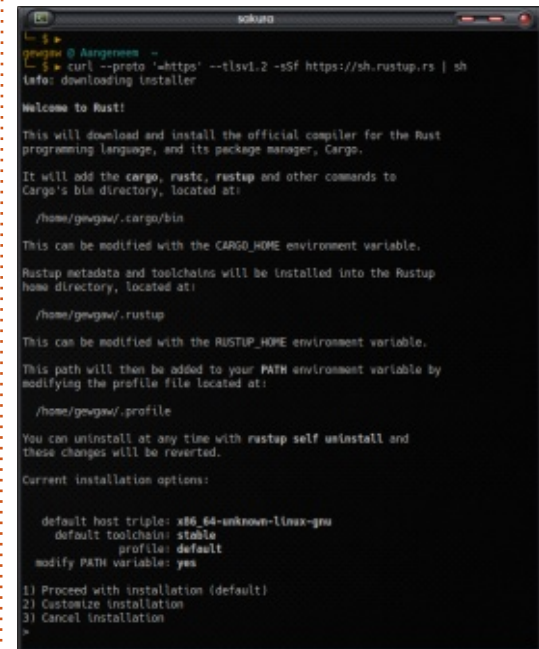 sakura
└─ $ ▸
gewgaw @ Aangeneem ~
└─ $ ▸ curl --proto '=https' --tlsv1.2 -sSf https://sh.rustup.rs | sh
info: downloading installer
Welcome to Rust!
This will download and install the official compiler for the Rust
programming language, and its package manager, Cargo.
It will add the cargo, rustc, rustup and other commands to
Cargo's bin directory, located at:
/home/gewgaw/.cargo/bin
This can be modified with the CARGO_HOME environment variable.
Rustup metadata and toolchains will be installed into the Rustup
home directory, located at:
/home/gewgaw/.rustup
This can be modified with the RUSTUP_HOME environment variable.
This path will then be added to your PATH environment variable by
modifying the profile file located at:
/home/gewgaw/.profile
You can uninstall at any time with rustup self uninstall and
these changes will be reverted.
Current installation options:
default host triple: x86_64-unknown-linux-gnu
default toolchain: stable
profile: default
modify PATH variable: yes
1) Proceed with installation (default)
2) Customize installation
3) Cancel installation
>